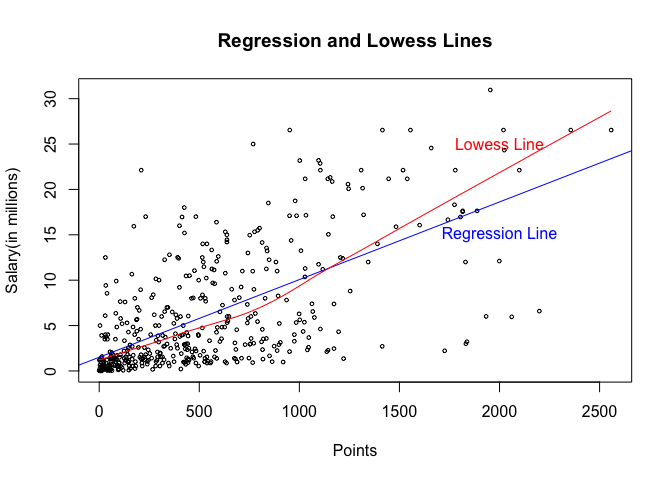 Regression and Lowess Lines
Salary(in millions)
30
25
20
15
10
5
0
Lowess Line
Regression Line
0 500 1000 1500 2000 2500
Points